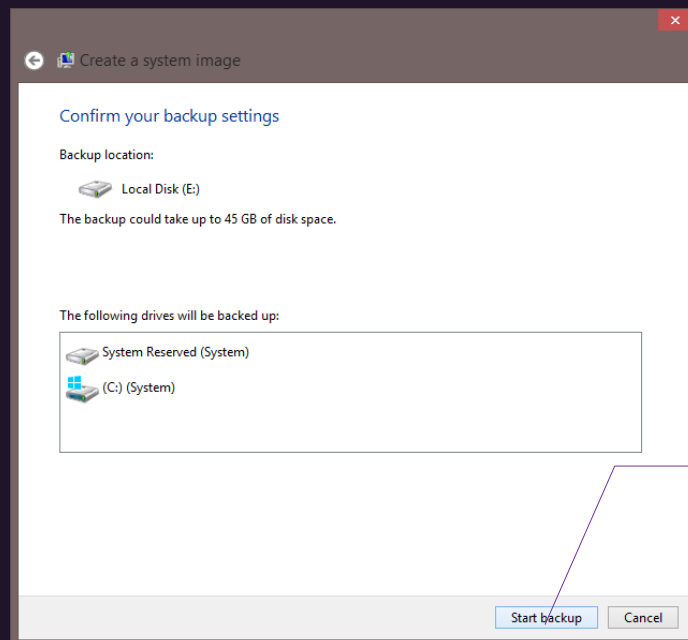 Create a system image
Confirm your backup settings
Backup location:
Local Disk (E:)
The backup could take up to 45 GB of disk space.
The following drives will be backed up:
System Reserved (System)
(C:) (System)
Start backup
Cancel